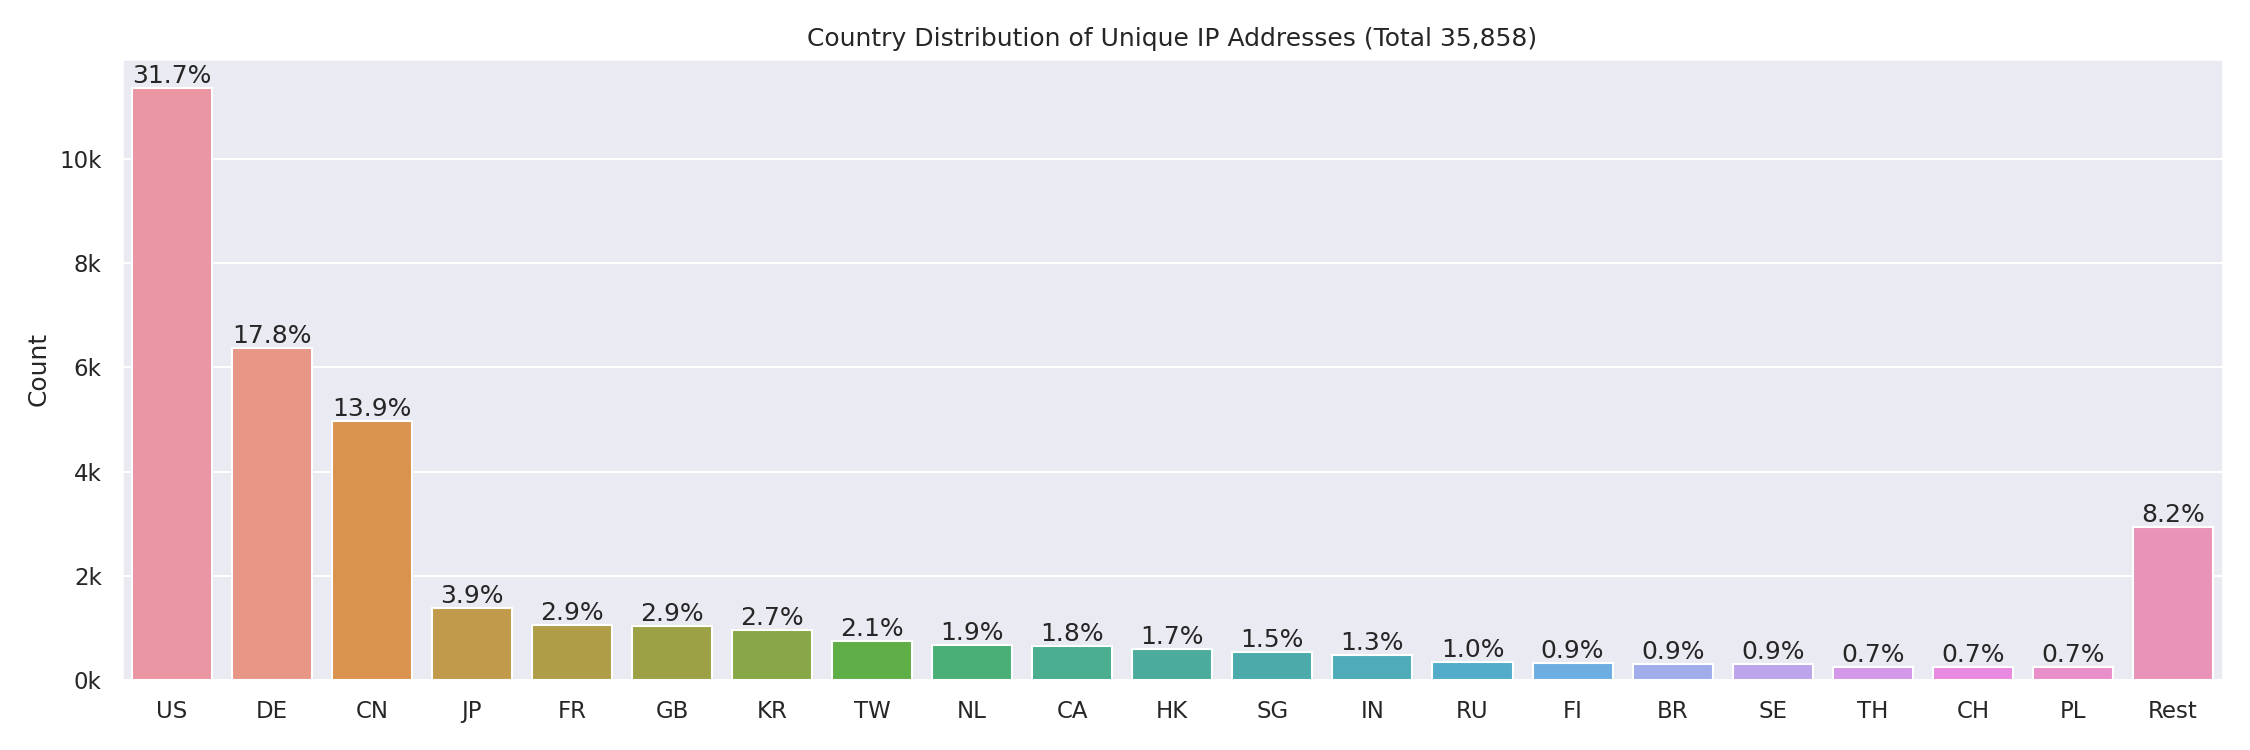 Country Distribution of Unique IP Addresses (Total 35,858)
31.7%
10k
8k
17.8%
6k
Count
13.9%
4k
8.2%
2k
3.9%
2.9%
2.9%
2.7%
2.1%
1.9%
1.8%
1.7%
1.5%
1.3%
1.0%
0.9%
0.9%
0.9%
0.7%
0.7%
0.7%
0k
US DE CN JP FR GB KR TW NL CA HK SG IN RU FI BR SE TH CH PL Rest